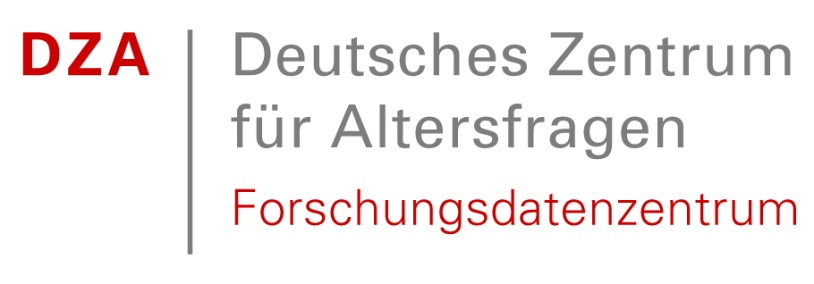 DZA
Deutsches Zentrum
für Altersfragen
Forschungsdatenzentrum